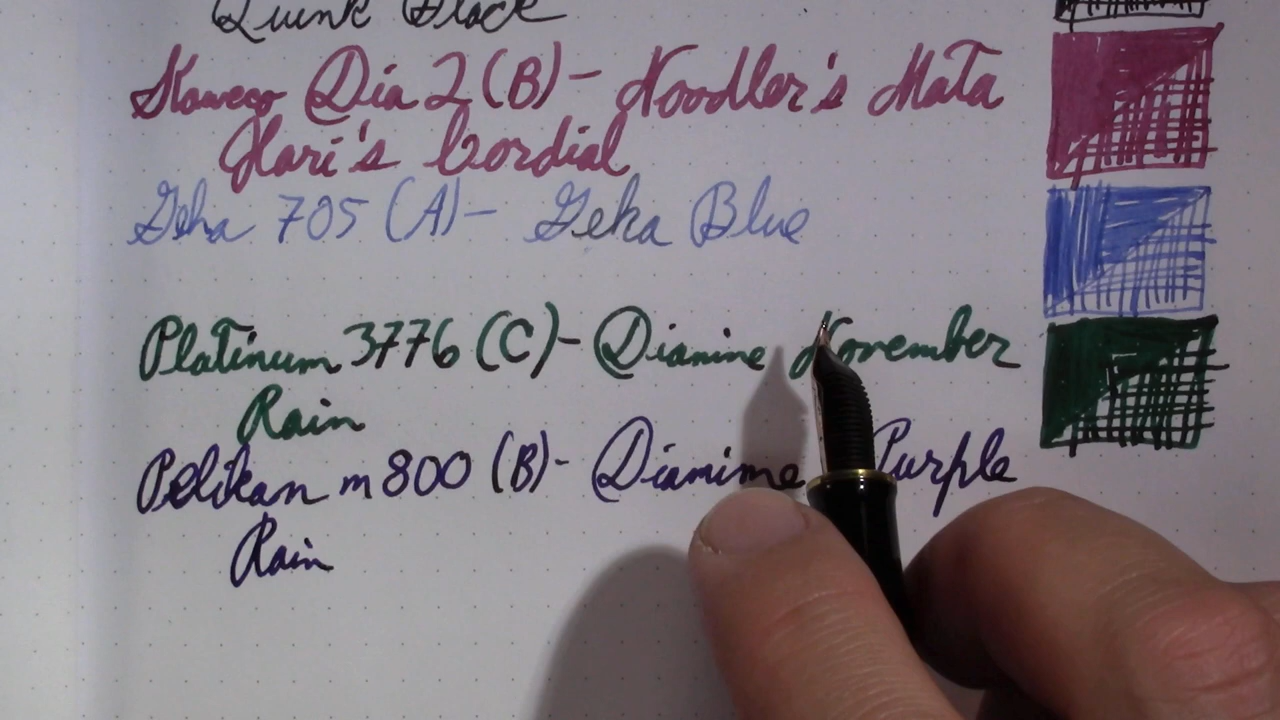 Quink Black
Kaweco Dia 2 (B) - Noodler's Mata
Hari's Cordial
Geha 705 (A) - Geha Blue
Platinum 3776 (C) - Diamine November
Rain
Pelikan m800 (B) - Diamine Purple
Rain